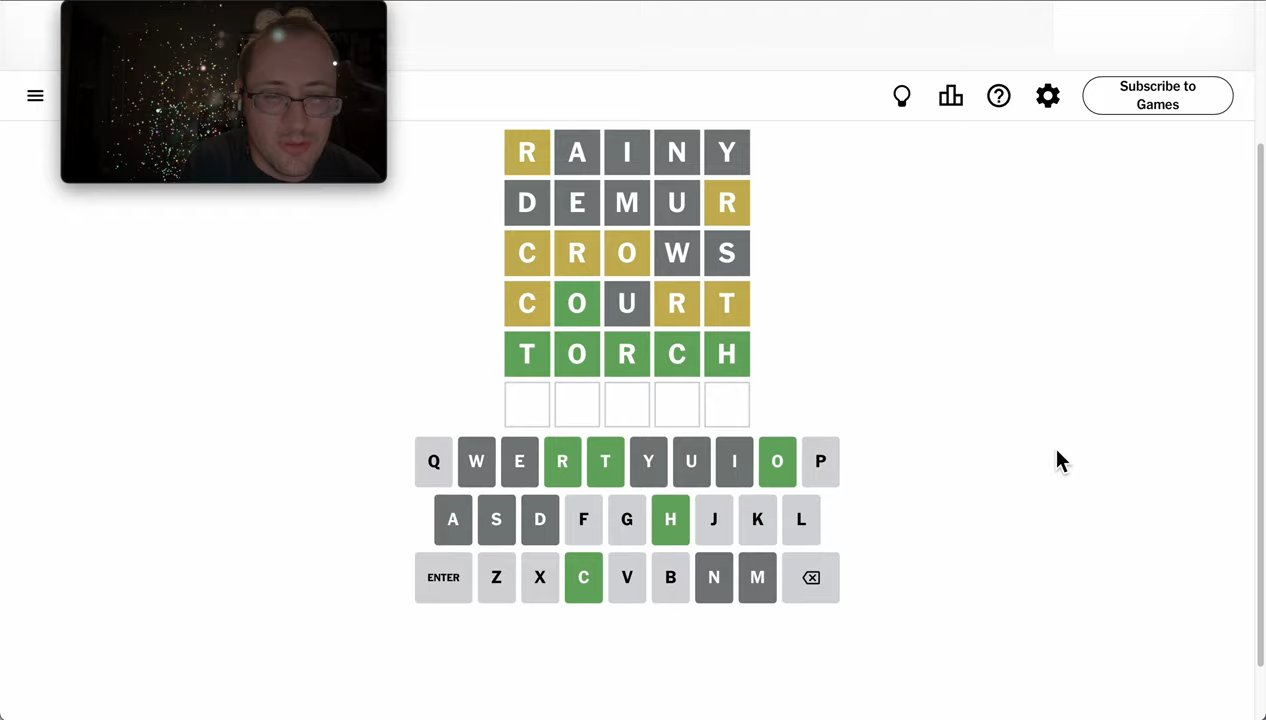 Subscribe to
Games
R A I N Y
D E M U R
C R O W S
C O U R T
T O R C H
Q W E R T Y U I O P
A S D F G H J K L
ENTER Z X C V B N M